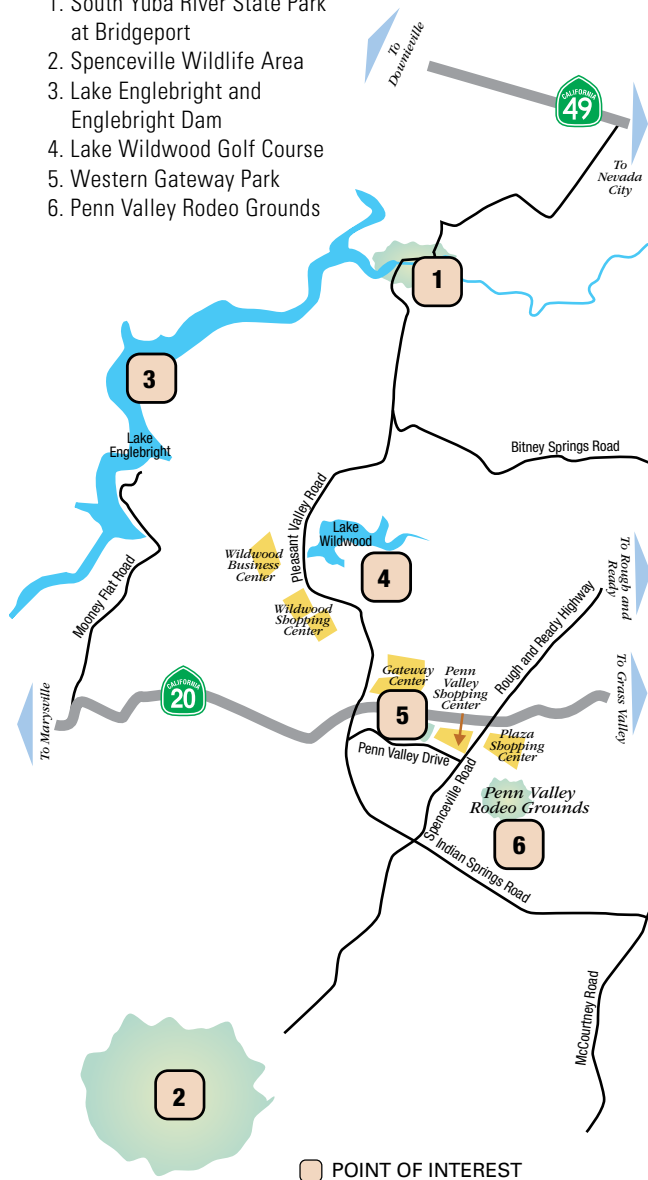 1. South Yuba River State Park
at Bridgeport
2. Spenceville Wildlife Area
3. Lake Englebright and
Englebright Dam
4. Lake Wildwood Golf Course
5. Western Gateway Park
6. Penn Valley Rodeo Grounds
To
Downieville
CALIFORNIA
49
To
Nevada
City
1
3
Lake
Englebright
Bitney Springs Road
Pleasant Valley Road
Lake
Wildwood
Wildwood
Business
Center
4
To Rough and
Ready
Mooney Flat Road
Wildwood
Shopping
Center
Rough and Ready Highway
Gateway
Center
Penn
Valley
Shopping
Center
To Marysville
CALIFORNIA
20
5
To Grass Valley
Plaza
Shopping
Center
Penn Valley Drive
Spenceville Road
Penn Valley
Rodeo Grounds
6
Indian Springs Road
McCourtney Road
2
POINT OF INTEREST